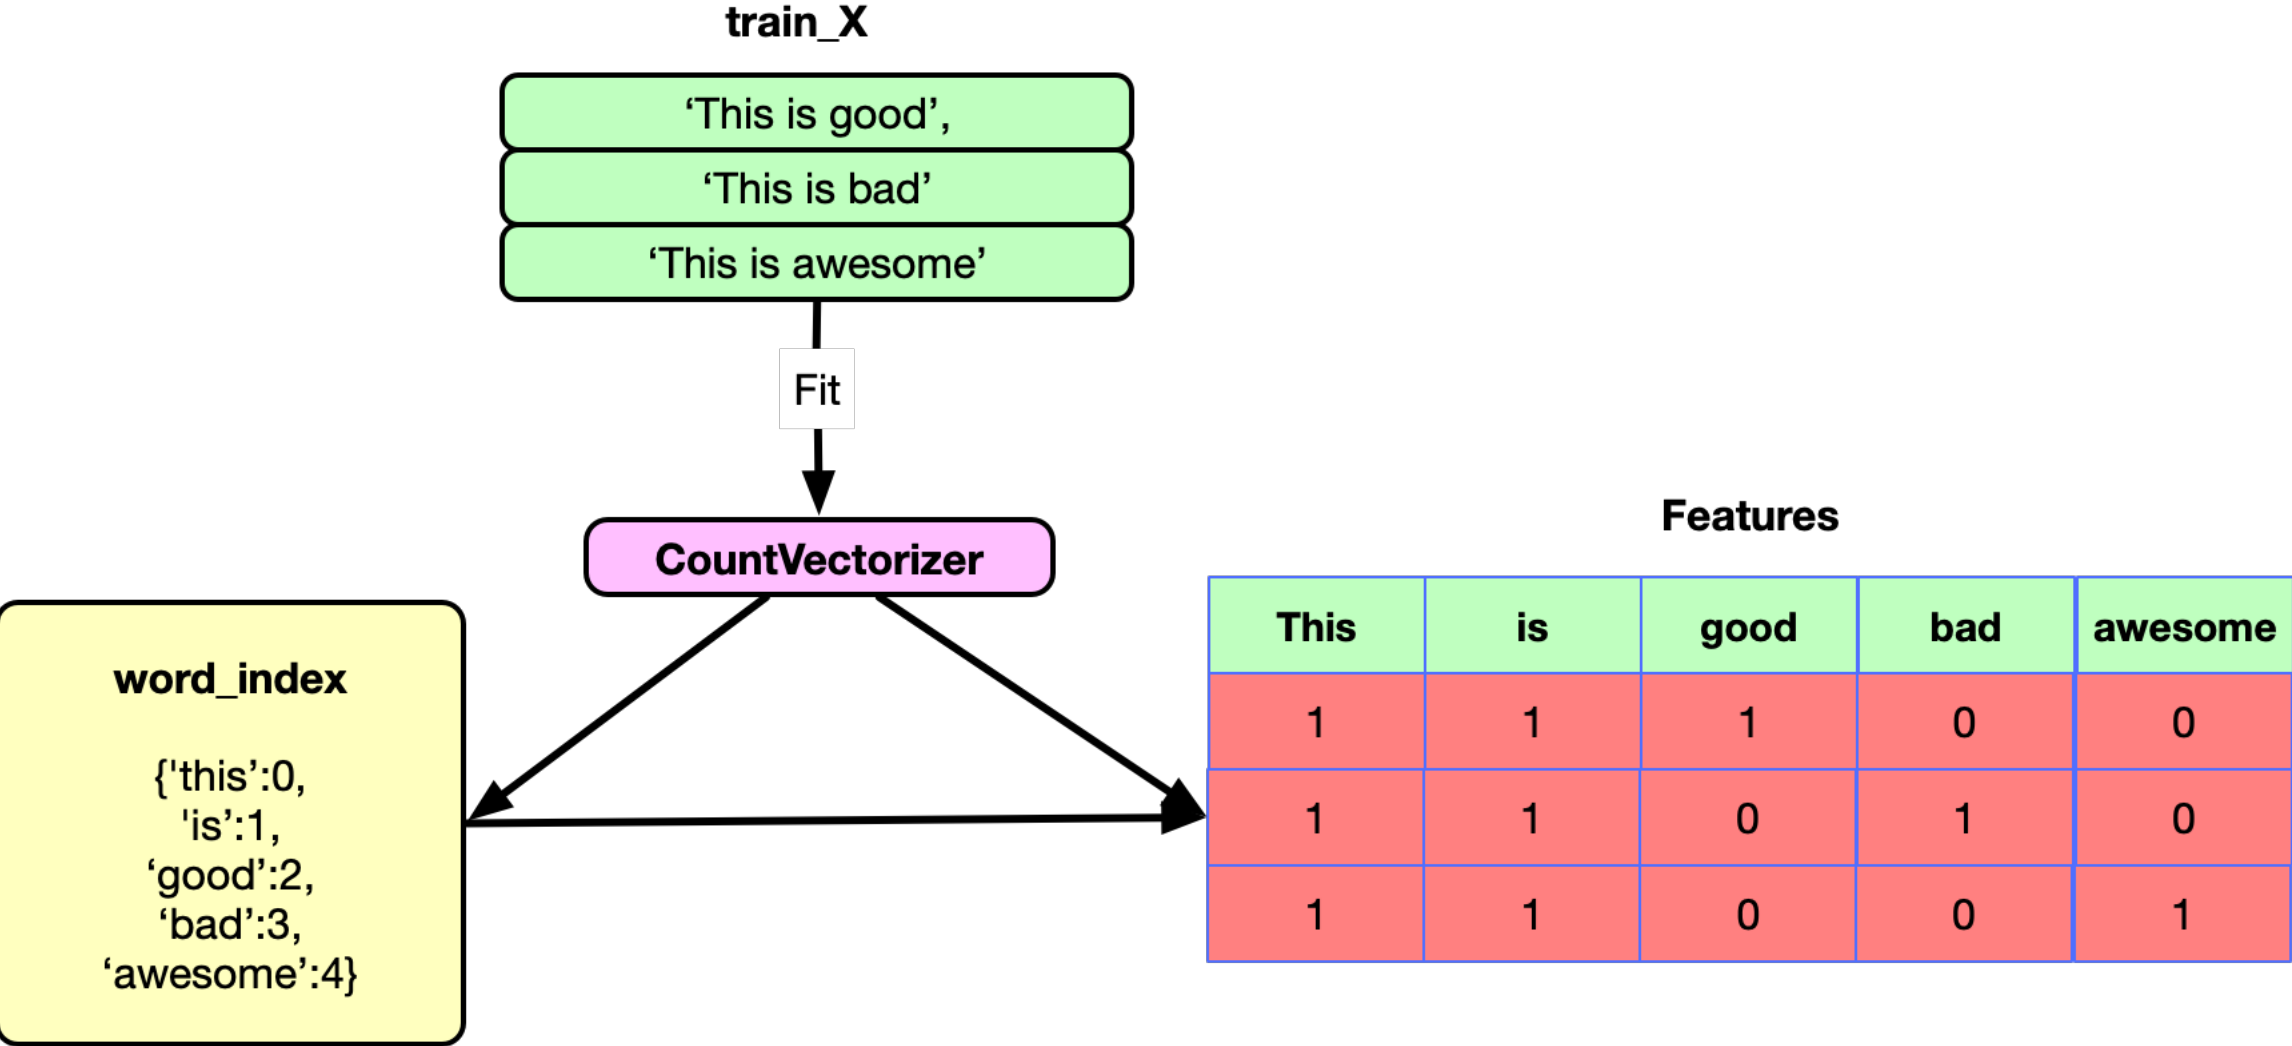 train_X
‘This is good’,
‘This is bad’
‘This is awesome’
Fit
CountVectorizer
word_index
{'this’:0,
'is’:1,
‘good’:2,
‘bad’:3,
‘awesome’:4}
Features
This is good bad awesome
1 1 1 0 0
1 1 0 1 0
1 1 0 0 1